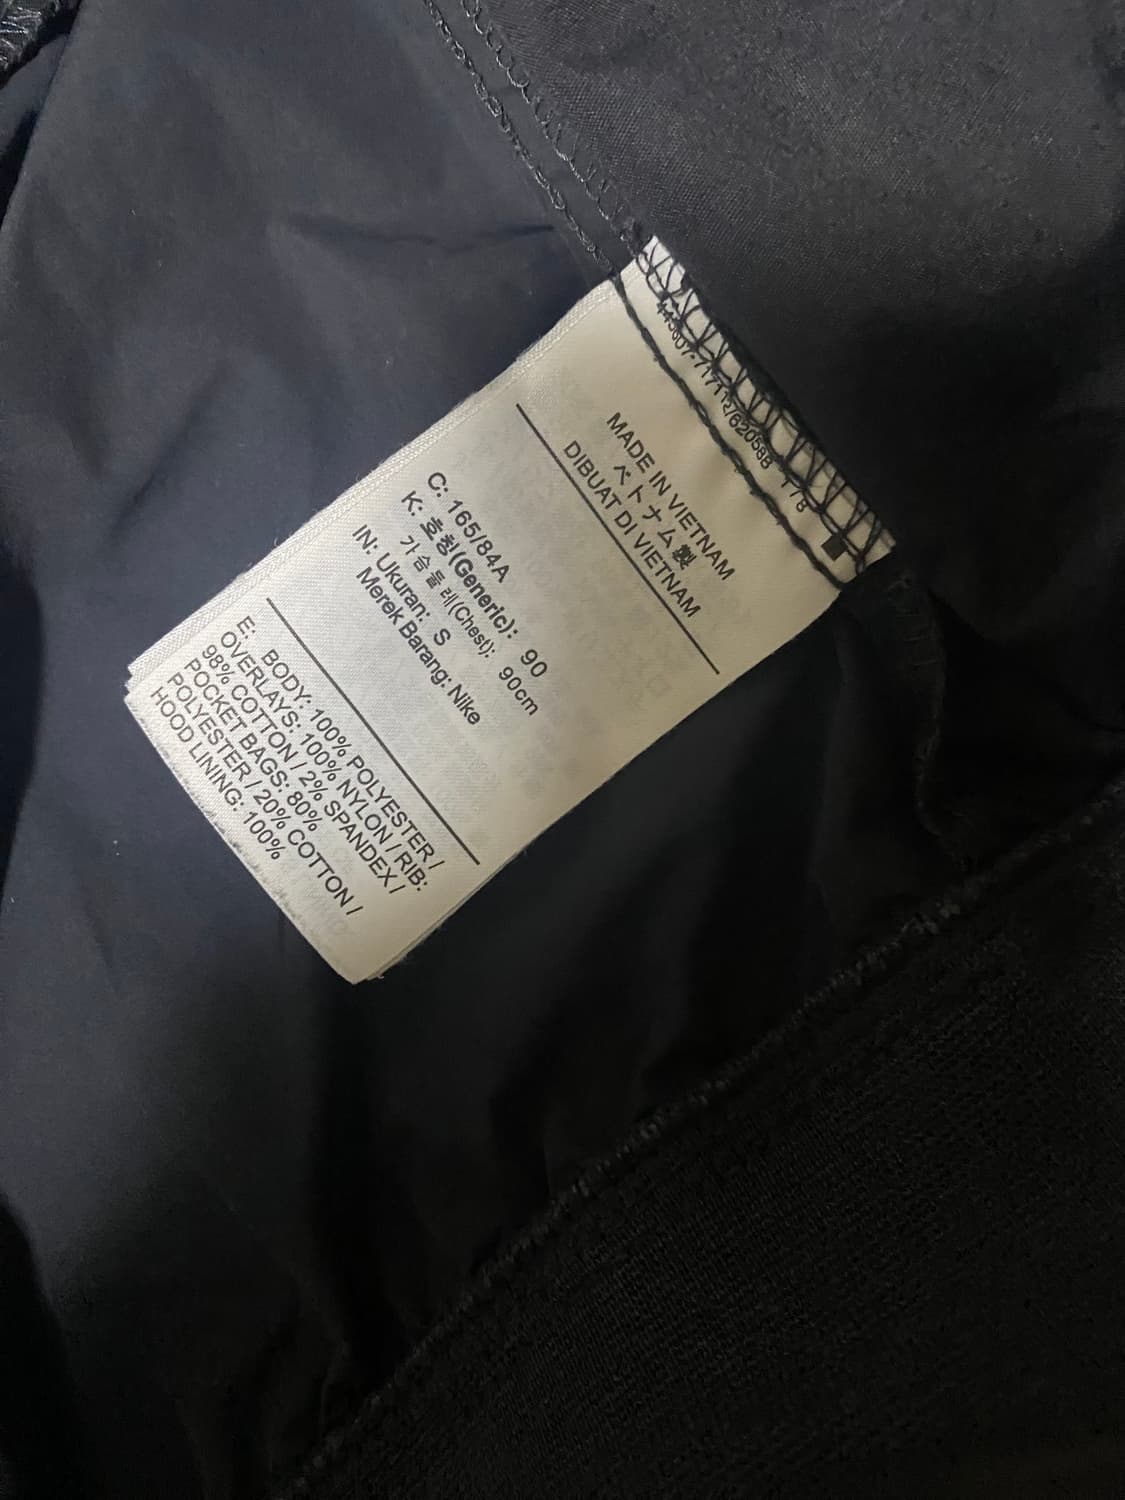 MADE IN VIETNAM
ベトナム製
DIBUAT DI VIETNAM
C: 165/84A
K: 호칭(Generic): 90
가슴둘레(Chest): 90cm
IN: Ukuran: S
Merek Barang: Nike
E: BODY: 100% POLYESTER /
OVERLAYS: 100% NYLON / RIB:
98% COTTON / 2% SPANDEX /
POCKET BAGS: 80%
POLYESTER / 20% COTTON /
HOOD LINING: 100%